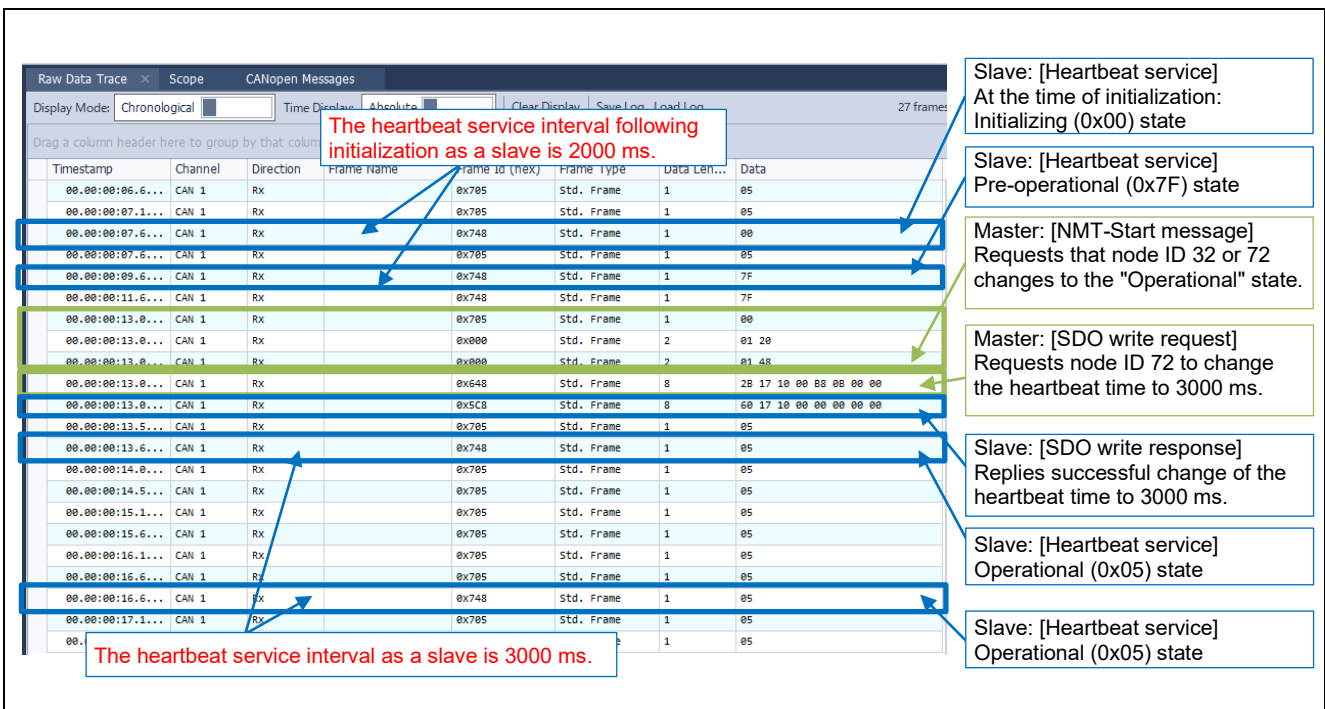 Raw Data Trace × Scope CANopen Messages
Display Mode: Chronological Time Display: Absolute Clear Display Save Log Load Log 27 frames
Drag a column header here to group by that colum
The heartbeat service interval following
initialization as a slave is 2000 ms.
Timestamp Channel Direction Frame Name Frame Id (hex) Frame Type Data Len... Data
00.00:00:06.6... CAN 1 Rx 0x705 Std. Frame 1 05
00.00:00:07.1... CAN 1 Rx 0x705 Std. Frame 1 05
00.00:00:07.6... CAN 1 Rx 0x748 Std. Frame 1 00
00.00:00:07.6... CAN 1 Rx 0x705 Std. Frame 1 05
00.00:00:09.6... CAN 1 Rx 0x748 Std. Frame 1 7F
00.00:00:11.6... CAN 1 Rx 0x748 Std. Frame 1 7F
00.00:00:13.0... CAN 1 Rx 0x705 Std. Frame 1 00
00.00:00:13.0... CAN 1 Rx 0x000 Std. Frame 2 01 20
00.00:00:13.0... CAN 1 Rx 0x000 Std. Frame 2 01 48
00.00:00:13.0... CAN 1 Rx 0x648 Std. Frame 8 2B 17 10 00 B8 0B 00 00
00.00:00:13.0... CAN 1 Rx 0x5C8 Std. Frame 8 60 17 10 00 00 00 00 00
00.00:00:13.5... CAN 1 Rx 0x705 Std. Frame 1 05
00.00:00:13.6... CAN 1 Rx 0x748 Std. Frame 1 05
00.00:00:14.0... CAN 1 Rx 0x705 Std. Frame 1 05
00.00:00:14.5... CAN 1 Rx 0x705 Std. Frame 1 05
00.00:00:15.1... CAN 1 Rx 0x705 Std. Frame 1 05
00.00:00:15.6... CAN 1 Rx 0x705 Std. Frame 1 05
00.00:00:16.1... CAN 1 Rx 0x705 Std. Frame 1 05
00.00:00:16.6... CAN 1 Rx 0x705 Std. Frame 1 05
00.00:00:16.6... CAN 1 Rx 0x748 Std. Frame 1 05
00.00:00:17.1... CAN 1 Rx 0x705 Std. Frame 1 05
00. 1 05
The heartbeat service interval as a slave is 3000 ms.
Slave: [Heartbeat service]
At the time of initialization:
Initializing (0x00) state
Slave: [Heartbeat service]
Pre-operational (0x7F) state
Master: [NMT-Start message]
Requests that node ID 32 or 72
changes to the "Operational" state.
Master: [SDO write request]
Requests node ID 72 to change
the heartbeat time to 3000 ms.
Slave: [SDO write response]
Replies successful change of the
heartbeat time to 3000 ms.
Slave: [Heartbeat service]
Operational (0x05) state
Slave: [Heartbeat service]
Operational (0x05) state